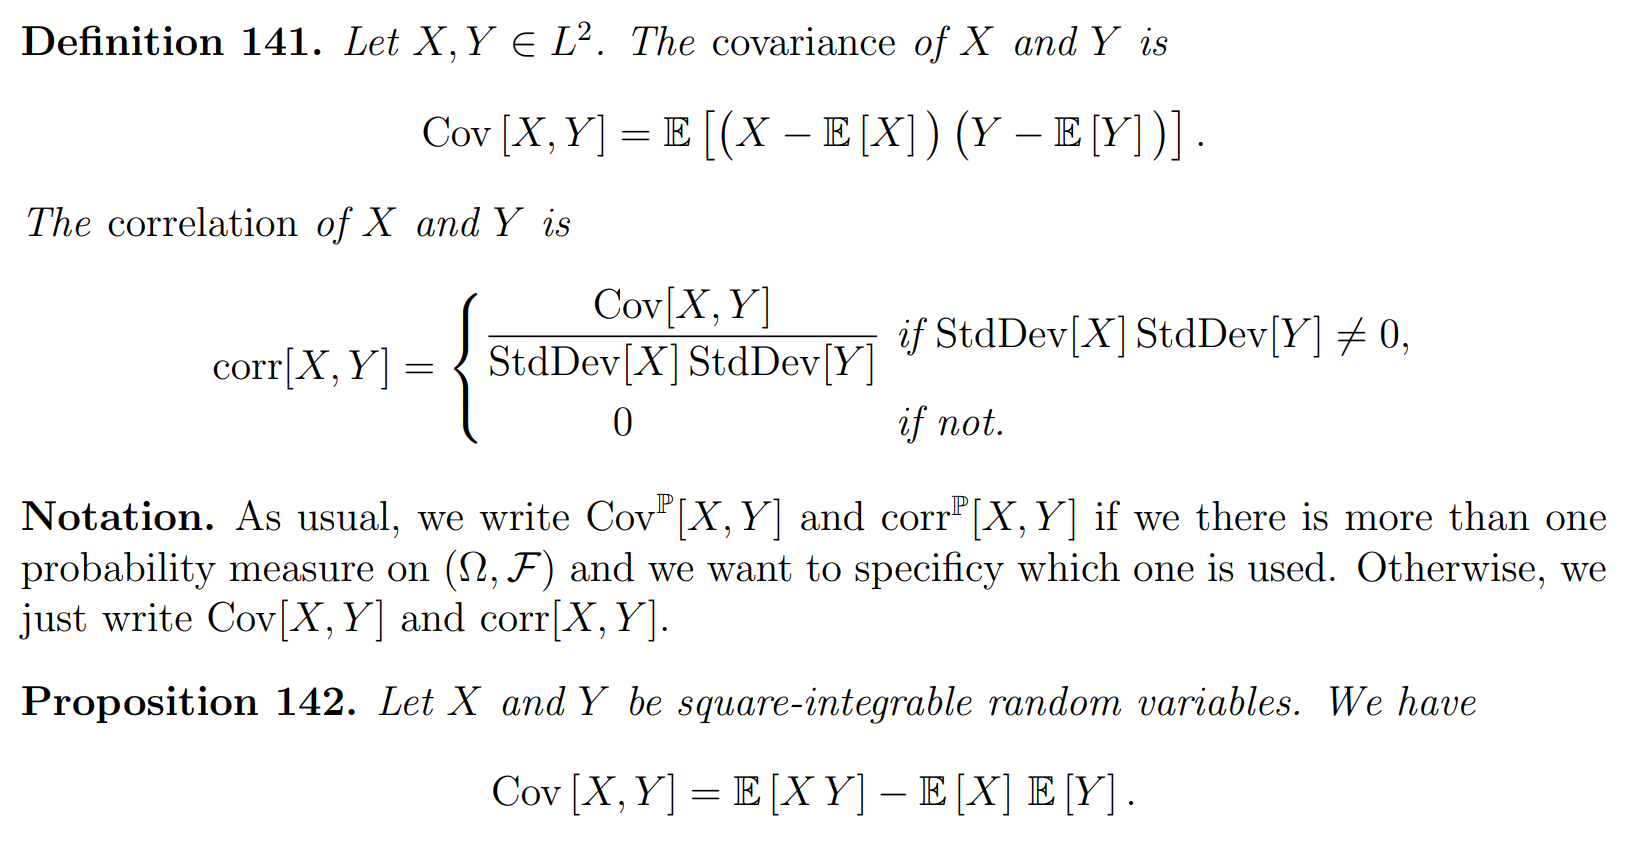 Definition 141. Let X, Y ∈ L². The covariance of X and Y is
Cov [X, Y] = 𝔼 [(X − 𝔼 [X]) (Y − 𝔼 [Y])] .
The correlation of X and Y is
corr[X, Y] = { Cov[X, Y] / StdDev[X] StdDev[Y] if StdDev[X] StdDev[Y] ≠ 0,
0 if not.
Notation. As usual, we write Cov^ℙ[X, Y] and corr^ℙ[X, Y] if we there is more than one
probability measure on (Ω, ℱ) and we want to specificy which one is used. Otherwise, we
just write Cov[X, Y] and corr[X, Y].
Proposition 142. Let X and Y be square-integrable random variables. We have
Cov [X, Y] = 𝔼 [X Y] − 𝔼 [X] 𝔼 [Y] .